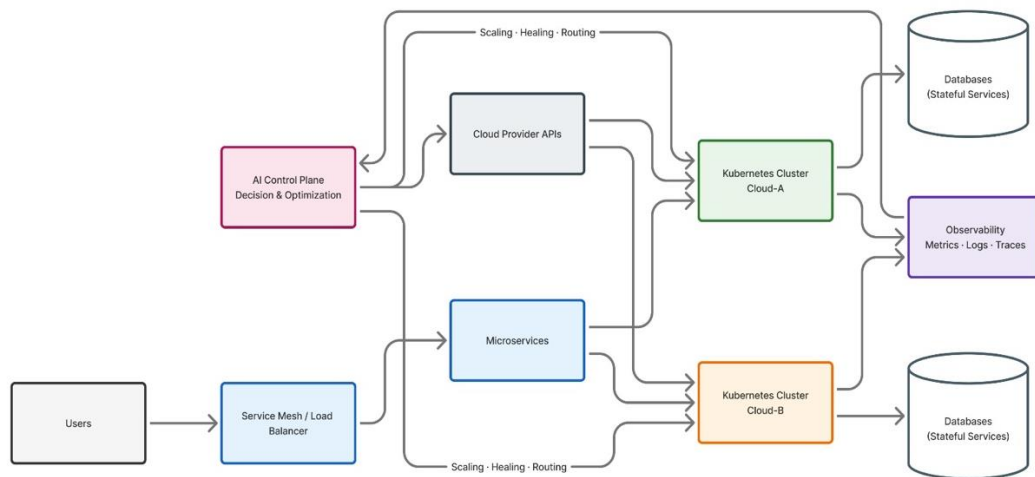 Scaling · Healing · Routing
Databases
(Stateful Services)
Cloud Provider APIs
AI Control Plane
Decision & Optimization
Kubernetes Cluster
Cloud-A
Observability
Metrics · Logs · Traces
Microservices
Users
Service Mesh / Load
Balancer
Kubernetes Cluster
Cloud-B
Databases
(Stateful Services)
Scaling · Healing · Routing